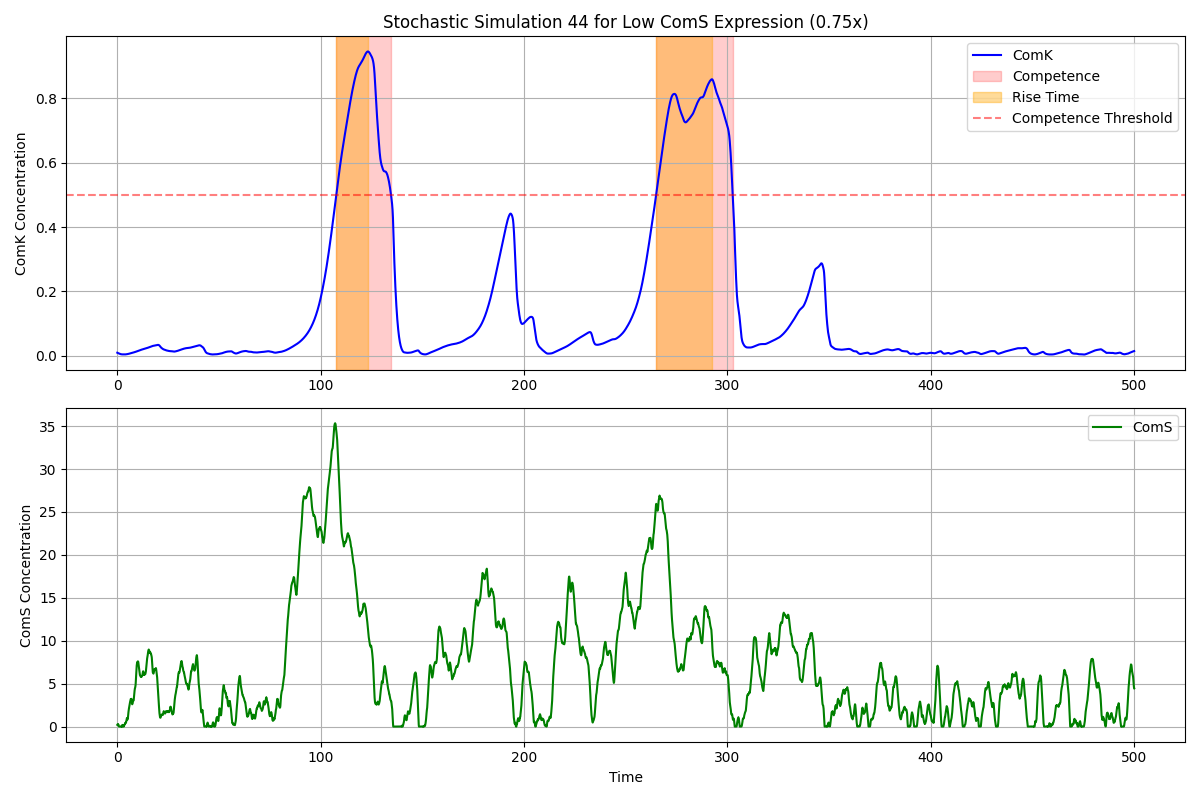 Stochastic Simulation 44 for Low ComS Expression (0.75x)
ComK Concentration
0.8
0.6
0.4
0.2
0.0
ComK
Competence
Rise Time
Competence Threshold
0 100 200 300 400 500
ComS Concentration
35
30
25
20
15
10
5
0
ComS
0 100 200 300 400 500
Time